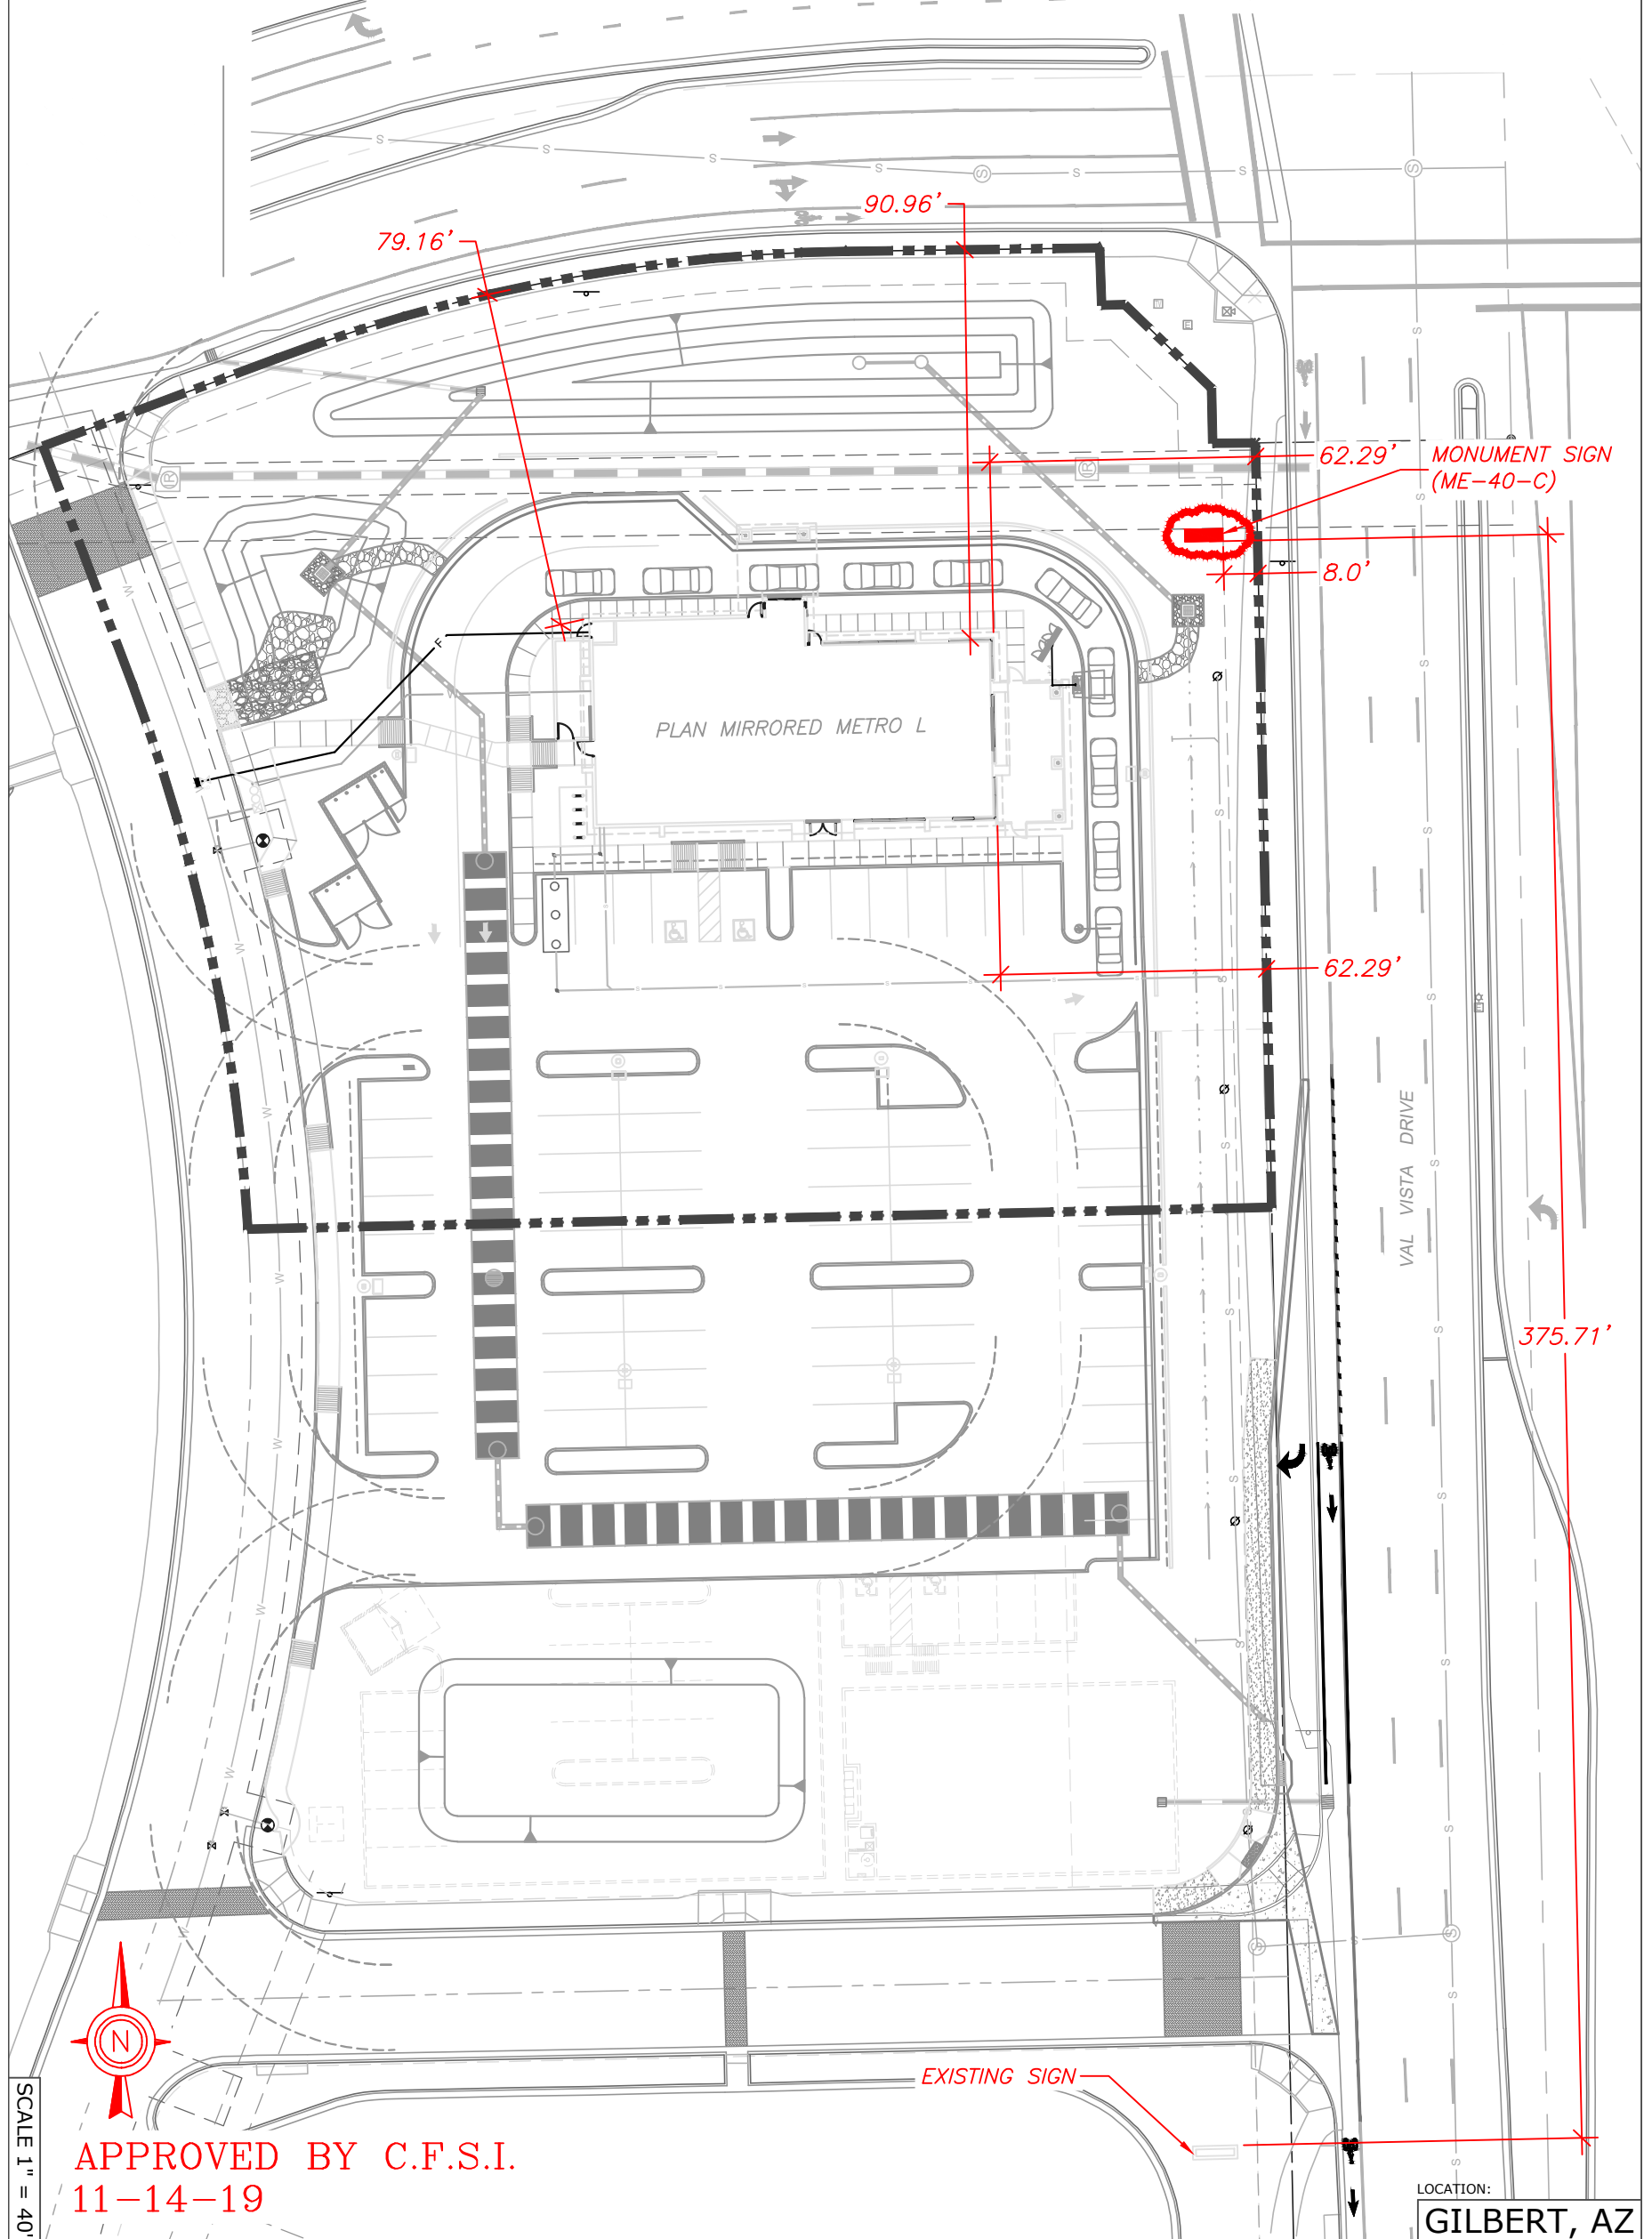 90.96'
79.16'
62.29'
MONUMENT SIGN
(ME-40-C)
8.0'
PLAN MIRRORED METRO L
62.29'
VAL VISTA DRIVE
375.71'
N
EXISTING SIGN
APPROVED BY C.F.S.I.
11-14-19
SCALE 1" = 40'
LOCATION:
GILBERT, AZ